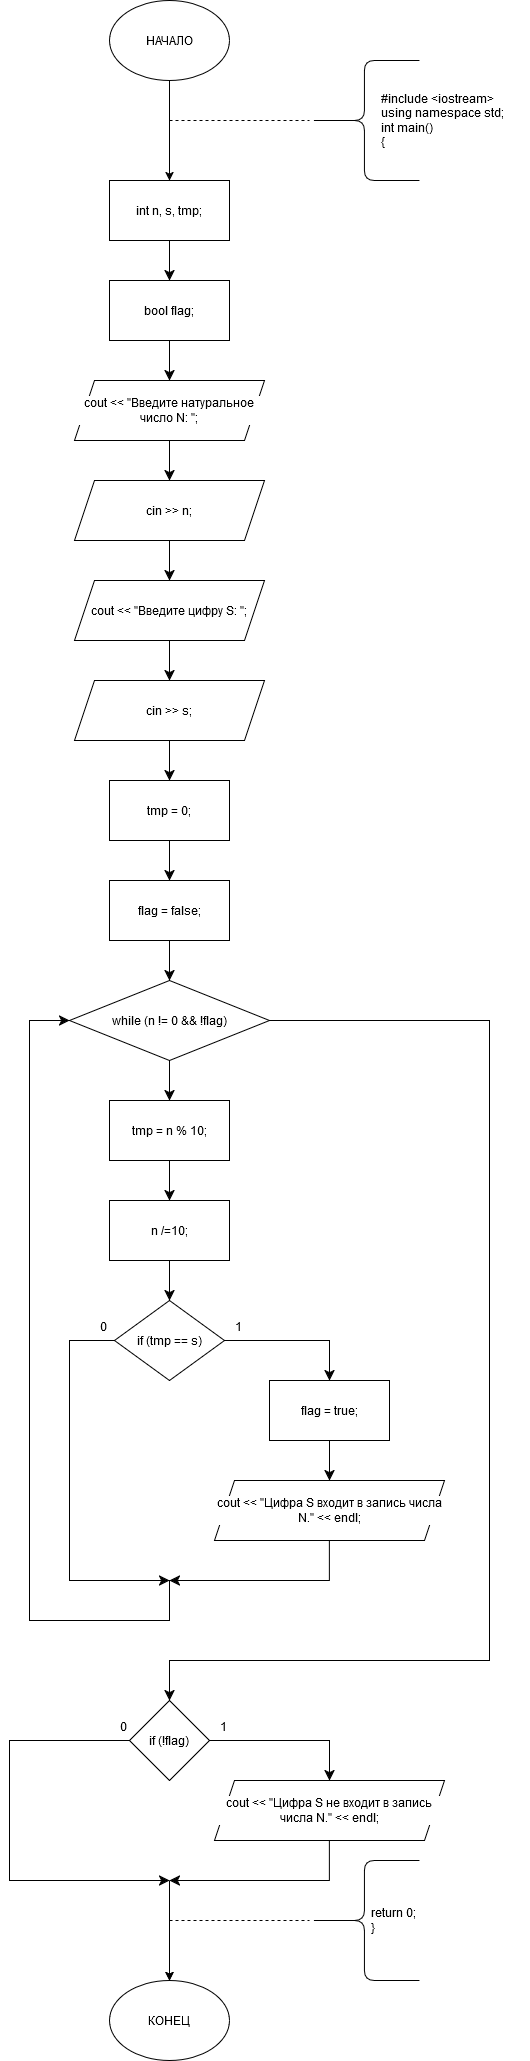 НАЧАЛО
#include <iostream>
using namespace std;
int main()
{
int n, s, tmp;
bool flag;
cout << "Введите натуральное
число N: ";
cin >> n;
cout << "Введите цифру S: ";
cin >> s;
tmp = 0;
flag = false;
while (n != 0 && !flag)
tmp = n % 10;
n /=10;
0
1
if (tmp == s)
flag = true;
cout << "Цифра S входит в запись числа
N." << endl;
0
1
if (!flag)
cout << "Цифра S не входит в запись
числа N." << endl;
return 0;
}
КОНЕЦ